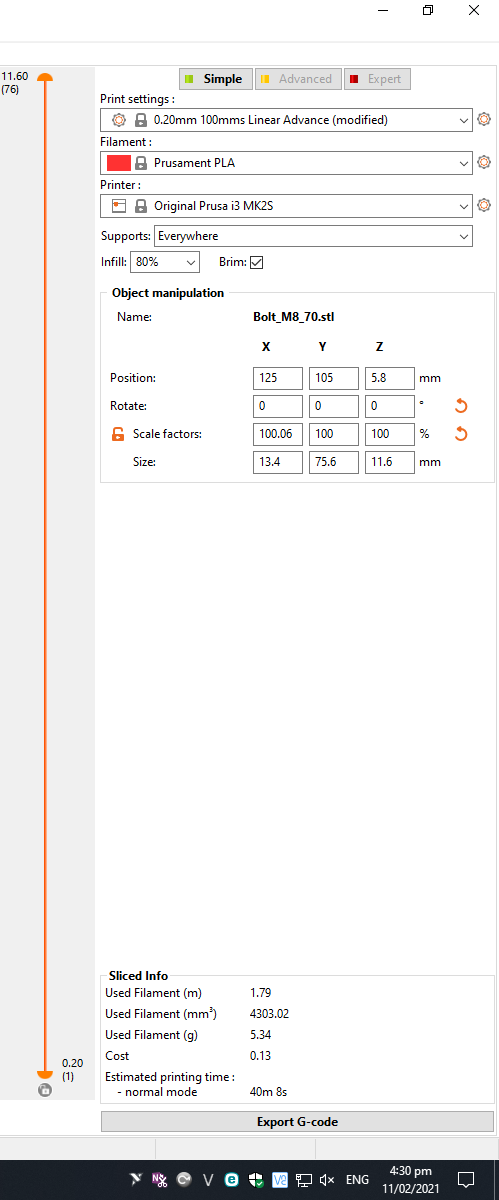 11.60
(76)
Simple
Advanced
Expert
Print settings :
0.20mm 100mms Linear Advance (modified)
Filament :
Prusament PLA
Printer :
Original Prusa i3 MK2S
Supports: Everywhere
Infill: 80% Brim:
Object manipulation
Name: Bolt_M8_70.stl
X Y Z
Position: 125 105 5.8 mm
Rotate: 0 0 0 °
Scale factors: 100.06 100 100 %
Size: 13.4 75.6 11.6 mm
Sliced Info
Used Filament (m) 1.79
Used Filament (mm³) 4303.02
Used Filament (g) 5.34
Cost 0.13
0.20
(1)
Estimated printing time :
- normal mode 40m 8s
Export G-code
ENG
4:30 pm
11/02/2021